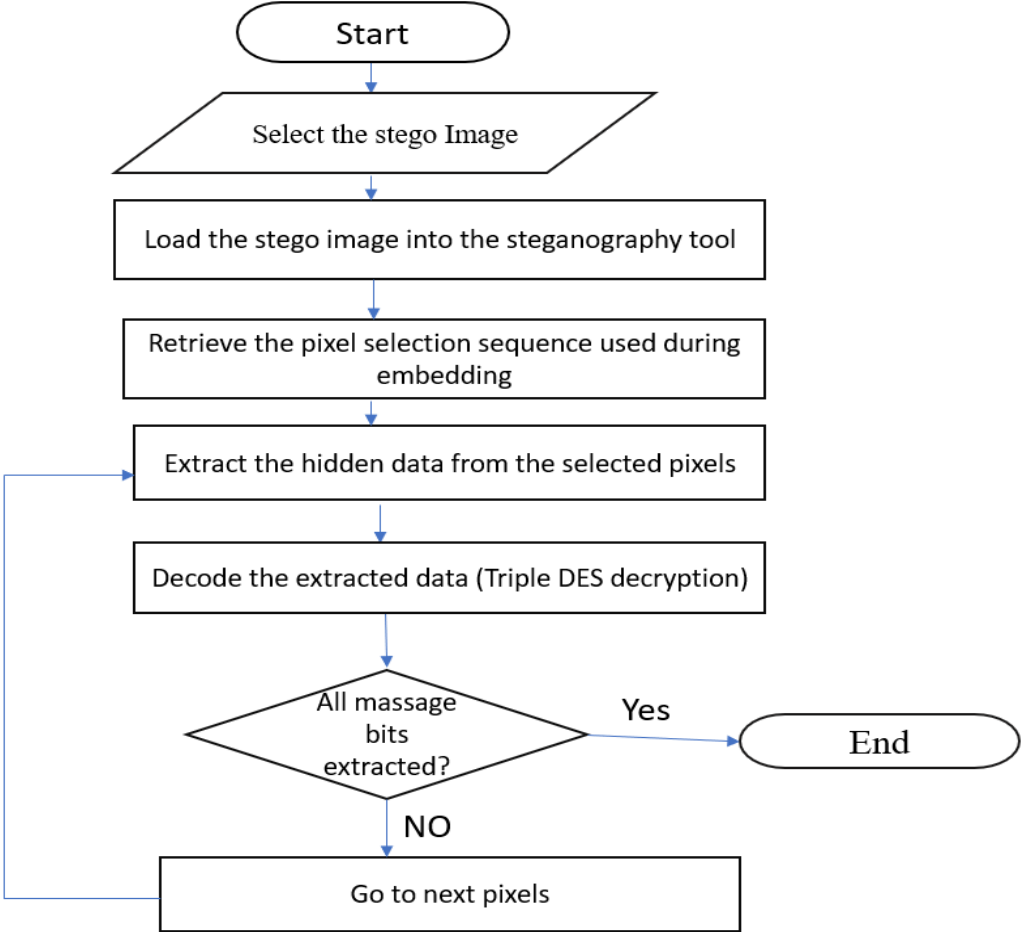 Start
Select the stego Image
Load the stego image into the steganography tool
Retrieve the pixel selection sequence used during
embedding
Extract the hidden data from the selected pixels
Decode the extracted data (Triple DES decryption)
All massage
bits
extracted?
Yes
End
NO
Go to next pixels